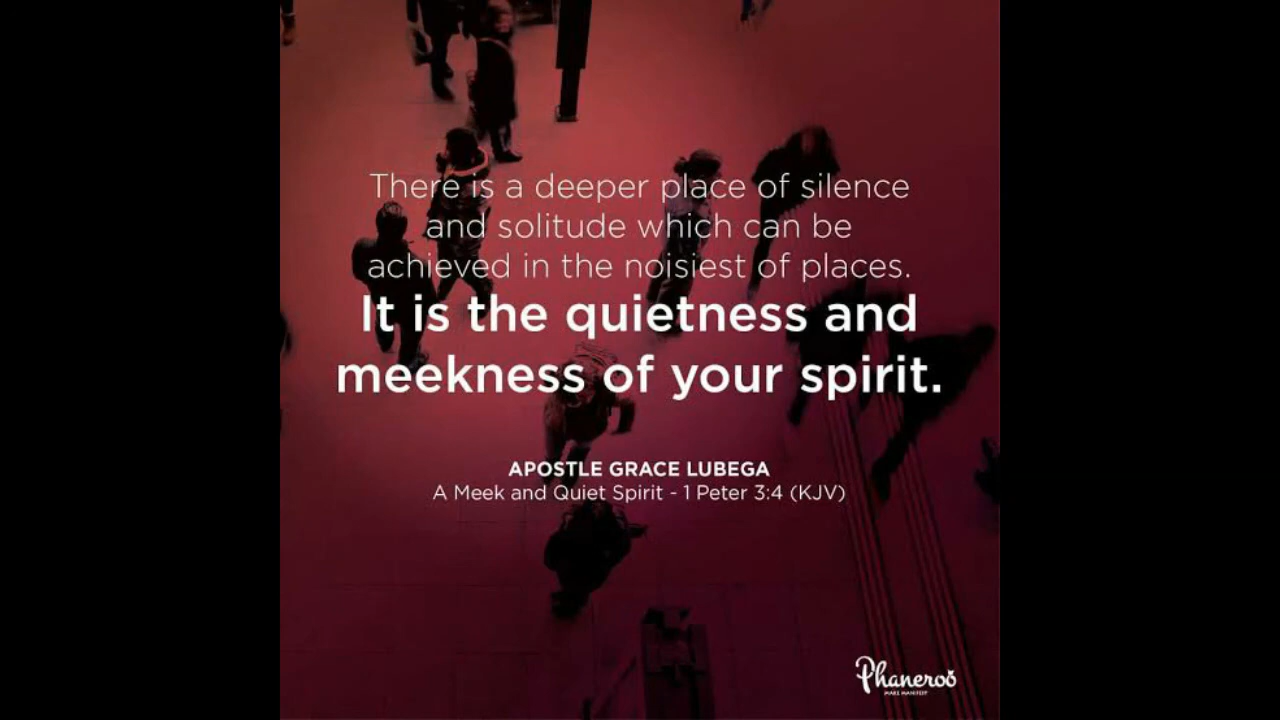 There is a deeper place of silence
and solitude which can be
achieved in the noisiest of places.
It is the quietness and
meekness of your spirit.
APOSTLE GRACE LUBEGA
A Meek and Quiet Spirit - 1 Peter 3:4 (KJV)
Phaneroo
MAKE MANIFEST